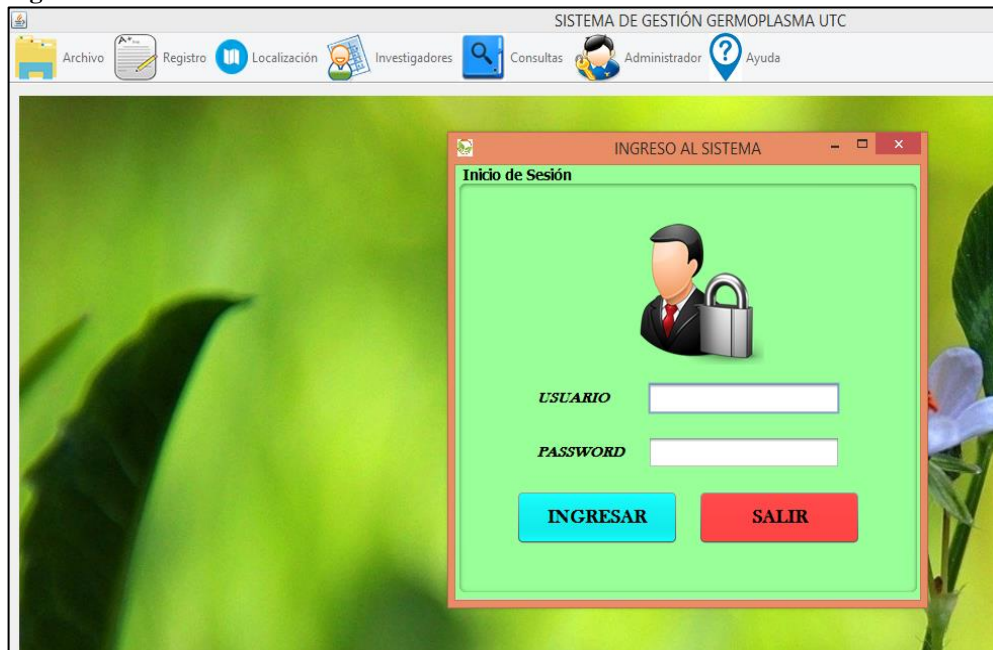 SISTEMA DE GESTIÓN GERMOPLASMA UTC
Archivo Registro Localización Investigadores Consultas Administrador Ayuda
INGRESO AL SISTEMA
Inicio de Sesión
USUARIO
PASSWORD
INGRESAR SALIR